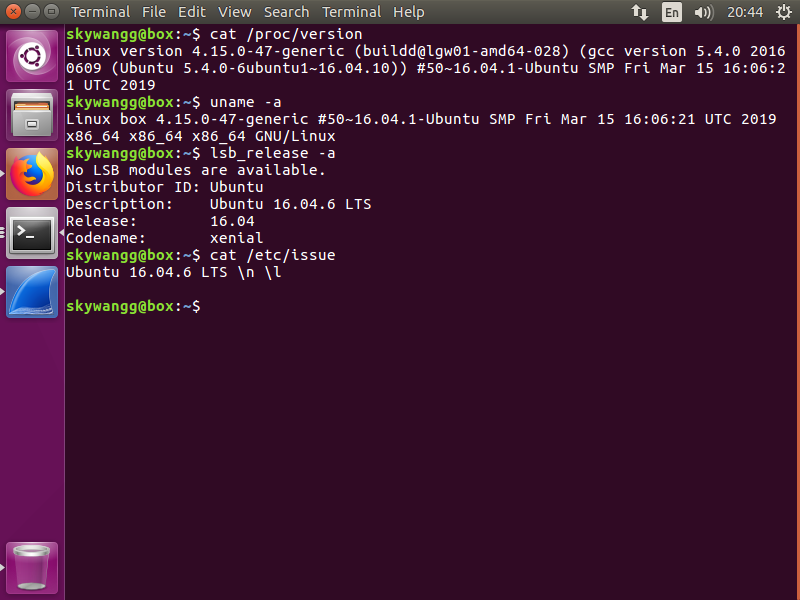 Terminal File Edit View Search Terminal Help En 20:44
skywangg@box:~$ cat /proc/version
Linux version 4.15.0-47-generic (buildd@lgw01-amd64-028) (gcc version 5.4.0 2016
0609 (Ubuntu 5.4.0-6ubuntu1~16.04.10)) #50~16.04.1-Ubuntu SMP Fri Mar 15 16:06:2
1 UTC 2019
skywangg@box:~$ uname -a
Linux box 4.15.0-47-generic #50~16.04.1-Ubuntu SMP Fri Mar 15 16:06:21 UTC 2019
x86_64 x86_64 x86_64 GNU/Linux
skywangg@box:~$ lsb_release -a
No LSB modules are available.
Distributor ID: Ubuntu
Description:    Ubuntu 16.04.6 LTS
Release:        16.04
Codename:       xenial
skywangg@box:~$ cat /etc/issue
Ubuntu 16.04.6 LTS \n \l
skywangg@box:~$